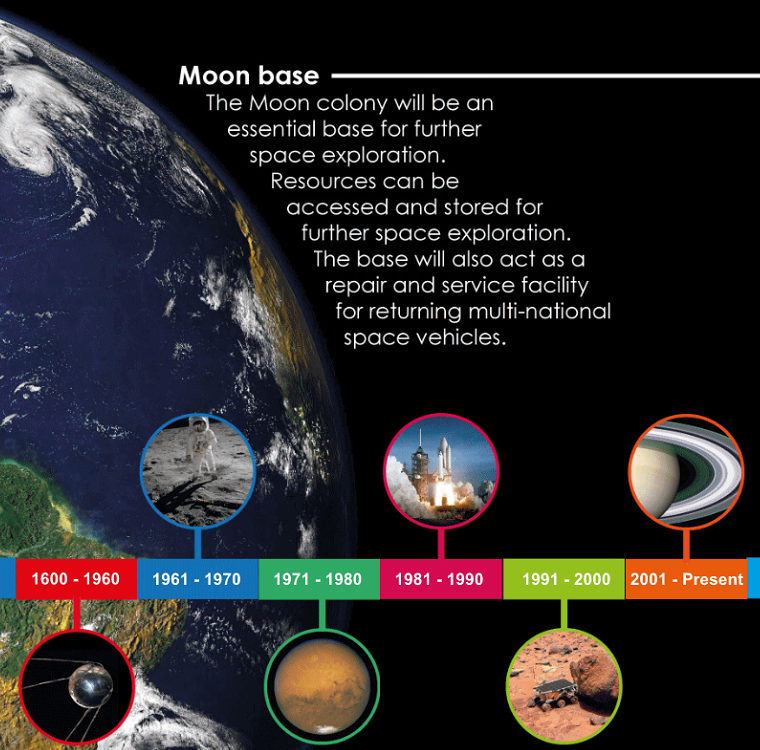 Moon base
The Moon colony will be an
essential base for further
space exploration.
Resources can be
accessed and stored for
further space exploration.
The base will also act as a
repair and service facility
for returning multi-national
space vehicles.
1600 - 1960
1961 - 1970
1971 - 1980
1981 - 1990
1991 - 2000
2001 - Present